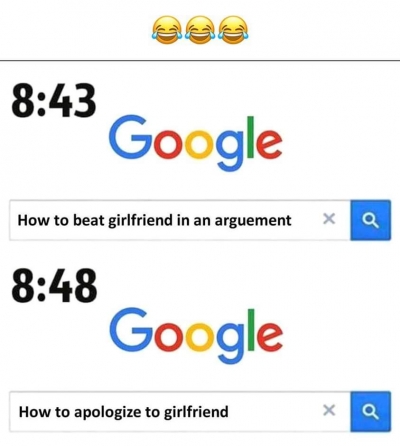 8:43
Google
How to beat girlfriend in an arguement
8:48
Google
How to apologize to girlfriend